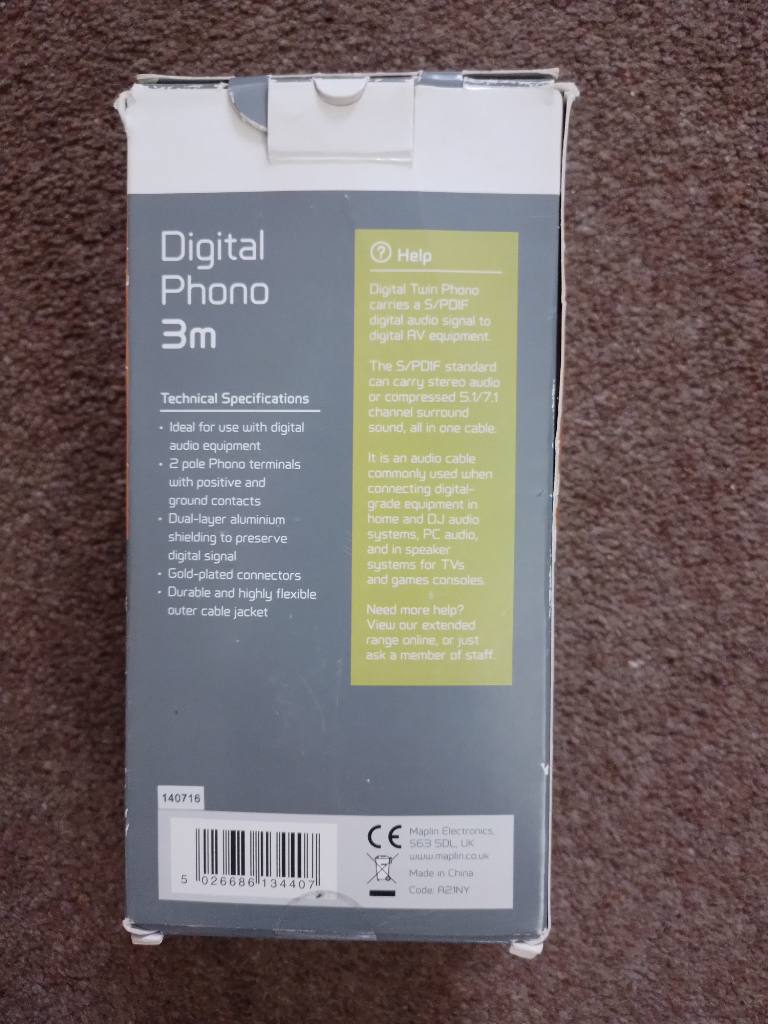 Digital
Phono
3m
Technical Specifications
• Ideal for use with digital
audio equipment
• 2 pole Phono terminals
with positive and
ground contacts
• Dual-layer aluminium
shielding to preserve
digital signal
• Gold-plated connectors
• Durable and highly flexible
outer cable jacket
? Help
Digital Twin Phono
carries a S/PDIF
digital audio signal to
digital AV equipment.
The S/PDIF standard
can carry stereo audio
or compressed 5.1/7.1
channel surround
sound, all in one cable.
It is an audio cable
commonly used when
connecting digital-
grade equipment in
home and DJ audio
systems, PC audio,
and in speaker
systems for TVs
and games consoles.
Need more help?
View our extended
range online, or just
ask a member of staff.
140716
5 026686 134407
CE
Maplin Electronics,
S63 5DL, UK
www.maplin.co.uk
Made in China
Code: A21NY